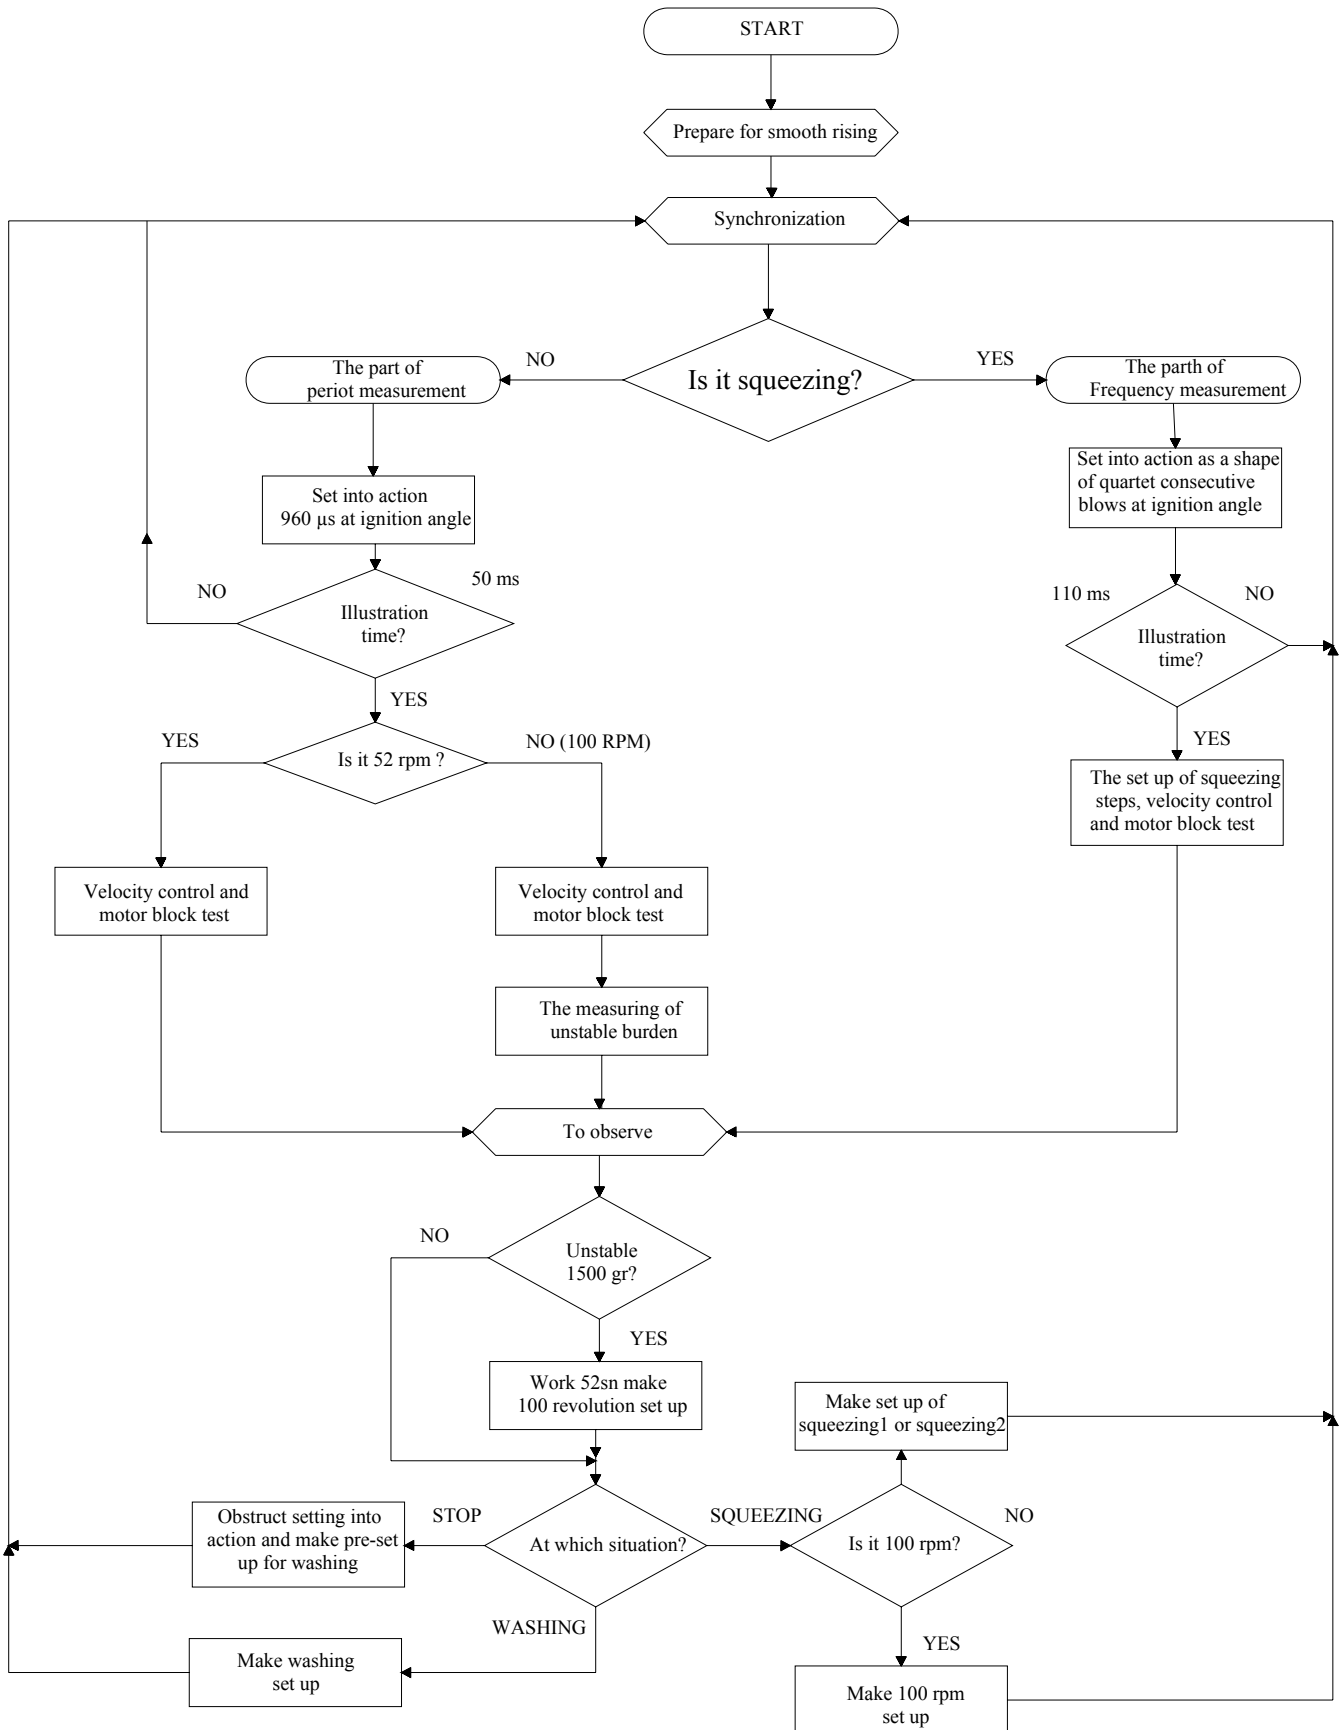 START
Prepare for smooth rising
Synchronization
Is it squeezing?
NO
YES
The part of
periot measurement
The parth of
Frequency measurement
Set into action
960 µs at ignition angle
Set into action as a shape
of quartet consecutive
blows at ignition angle
NO
50 ms
Illustration
time?
YES
110 ms
NO
Illustration
time?
YES
YES
Is it 52 rpm ?
NO (100 RPM)
The set up of squeezing
steps, velocity control
and motor block test
Velocity control and
motor block test
Velocity control and
motor block test
The measuring of
unstable burden
To observe
NO
Unstable
1500 gr?
YES
Work 52sn make
100 revolution set up
Make set up of
squeezing1 or squeezing2
Obstruct setting into
action and make pre-set
up for washing
STOP
At which situation?
SQUEEZING
Is it 100 rpm?
NO
WASHING
YES
Make washing
set up
Make 100 rpm
set up